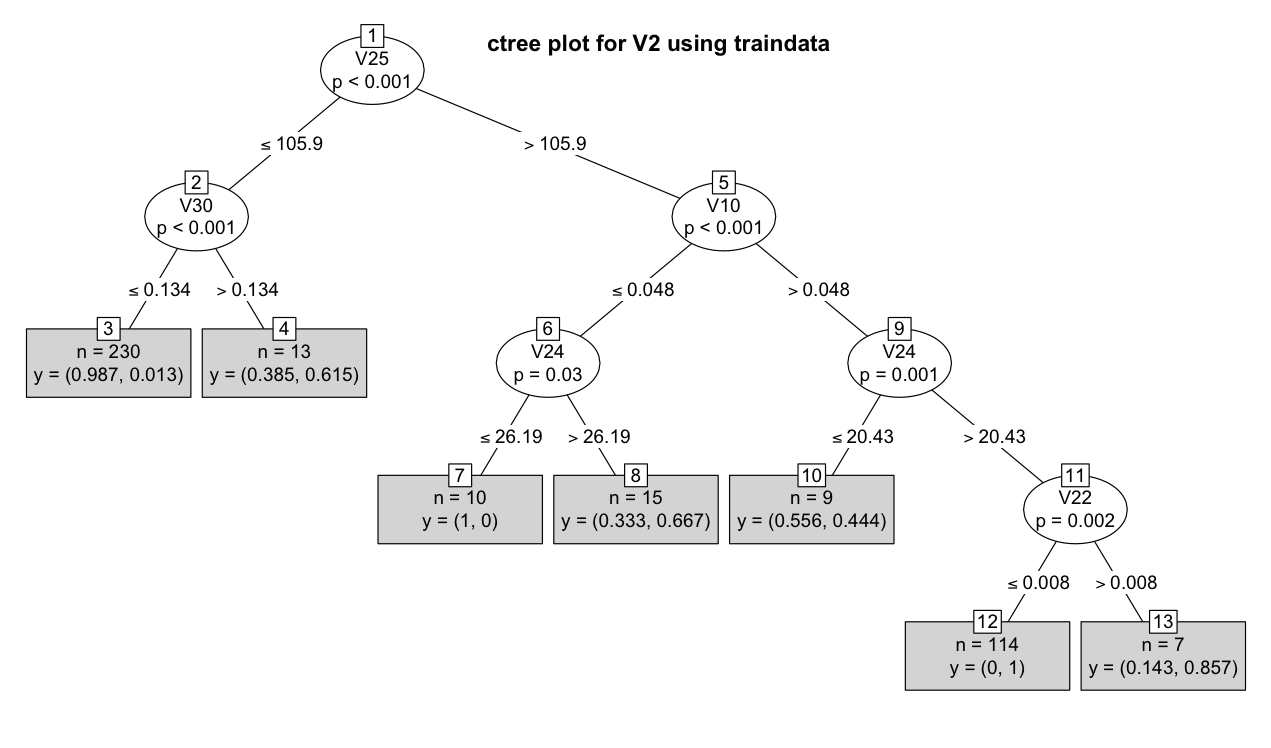 ctree plot for V2 using traindata
1
V25
p < 0.001
≤ 105.9
> 105.9
2
V30
p < 0.001
5
V10
p < 0.001
≤ 0.134
> 0.134
≤ 0.048
> 0.048
3
n = 230
y = (0.987, 0.013)
4
n = 13
y = (0.385, 0.615)
6
V24
p = 0.03
9
V24
p = 0.001
≤ 26.19
> 26.19
≤ 20.43
> 20.43
7
n = 10
y = (1, 0)
8
n = 15
y = (0.333, 0.667)
10
n = 9
y = (0.556, 0.444)
11
V22
p = 0.002
≤ 0.008
> 0.008
12
n = 114
y = (0, 1)
13
n = 7
y = (0.143, 0.857)